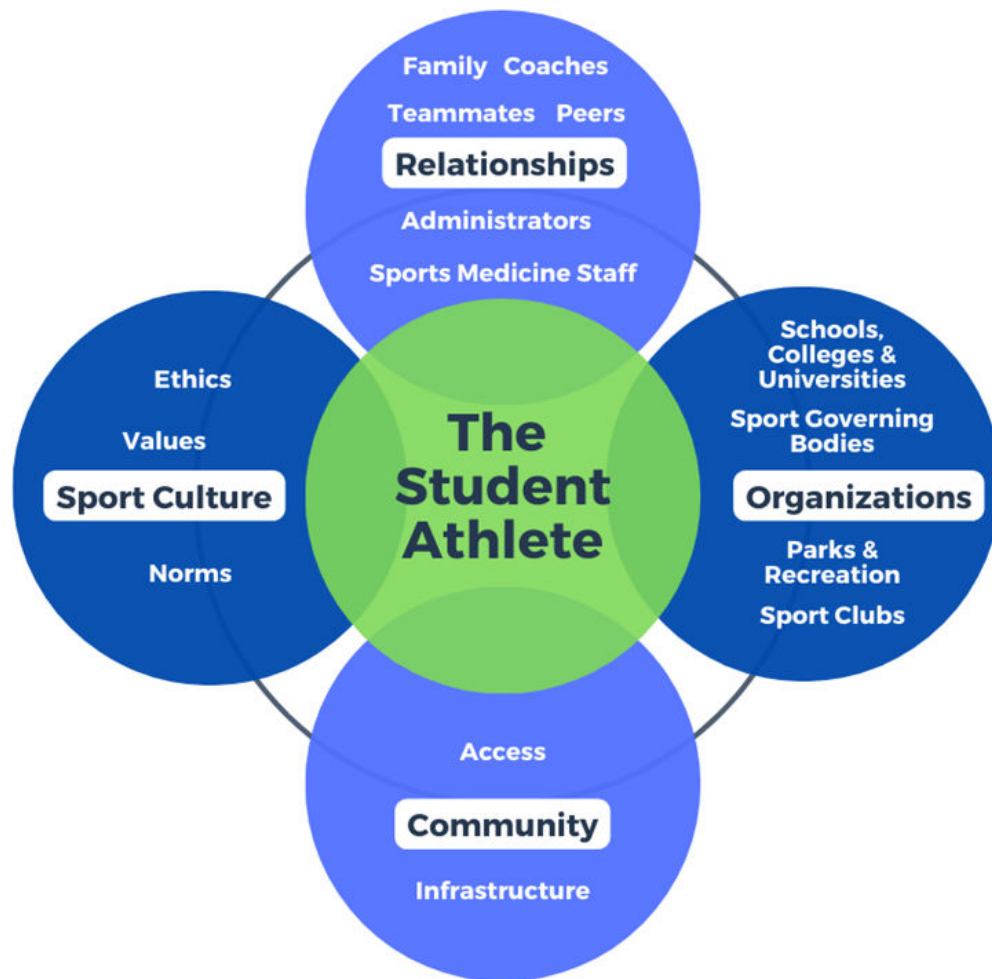 Family Coaches
Teammates Peers
Relationships
Administrators
Sports Medicine Staff
Ethics
Values
Sport Culture
Norms
The
Student
Athlete
Schools,
Colleges &
Universities
Sport Governing
Bodies
Organizations
Parks &
Recreation
Sport Clubs
Access
Community
Infrastructure